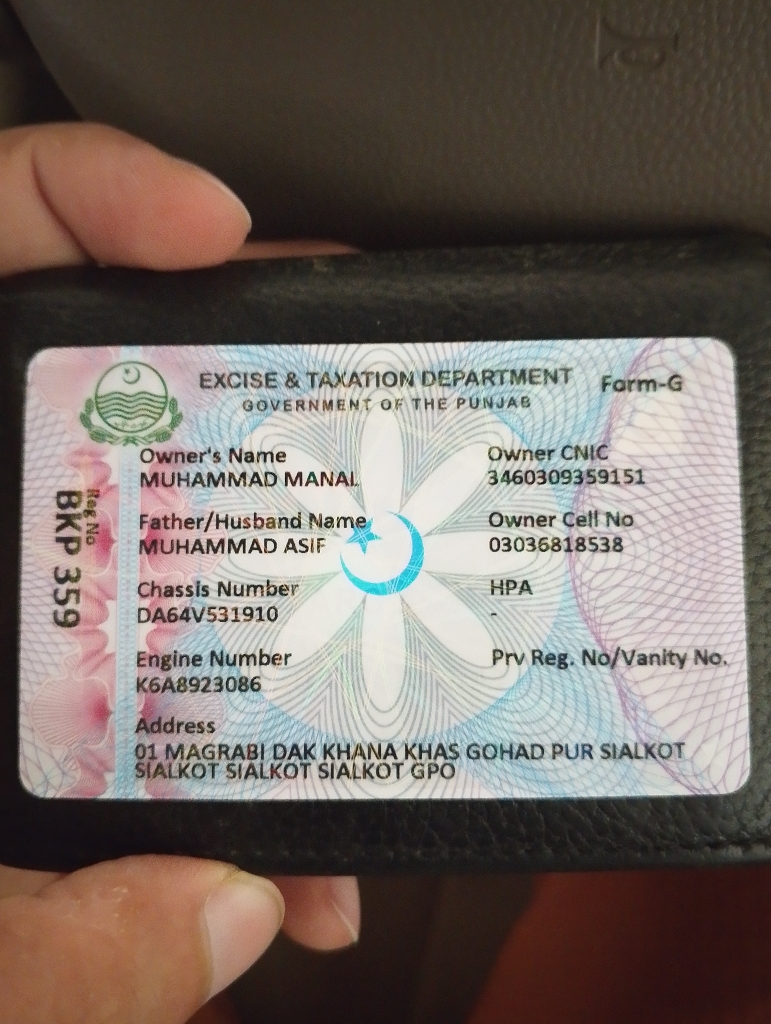 EXCISE & TAXATION DEPARTMENT Form-G
GOVERNMENT OF THE PUNJAB
Reg No
BKP 359
Owner's Name Owner CNIC
MUHAMMAD MANAL 3460309359151
Father/Husband Name Owner Cell No
MUHAMMAD ASIF 03036818538
Chassis Number HPA
DA64V531910 -
Engine Number Prv Reg. No/Vanity No.
K6A8923086
Address
01 MAGRABI DAK KHANA KHAS GOHAD PUR SIALKOT
SIALKOT SIALKOT SIALKOT GPO